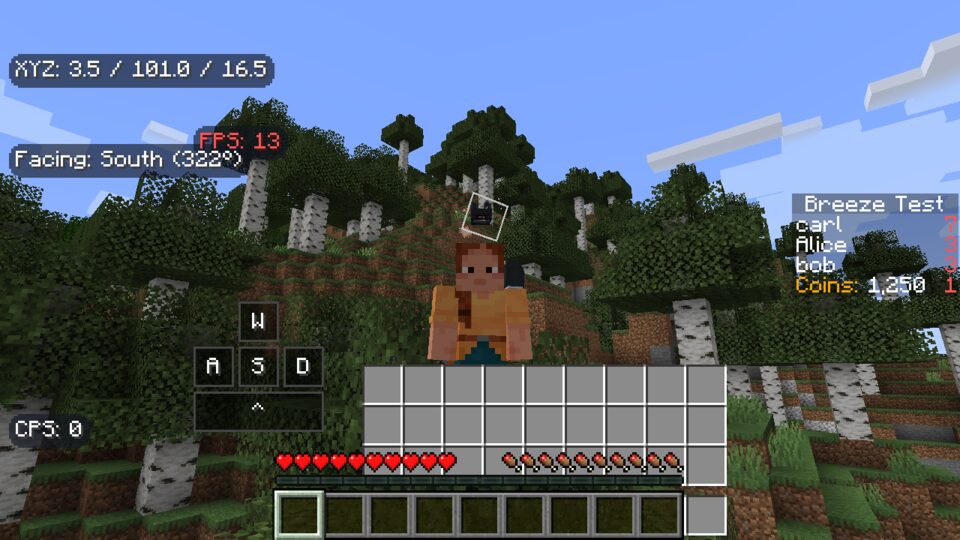 XYZ: 3.5 / 101.0 / 16.5
FPS: 13
Facing: South (322°)
Breeze Test
carl 7
Alice 3
bob
Coins: 1,250 1
W
A S D
^
CPS: 0